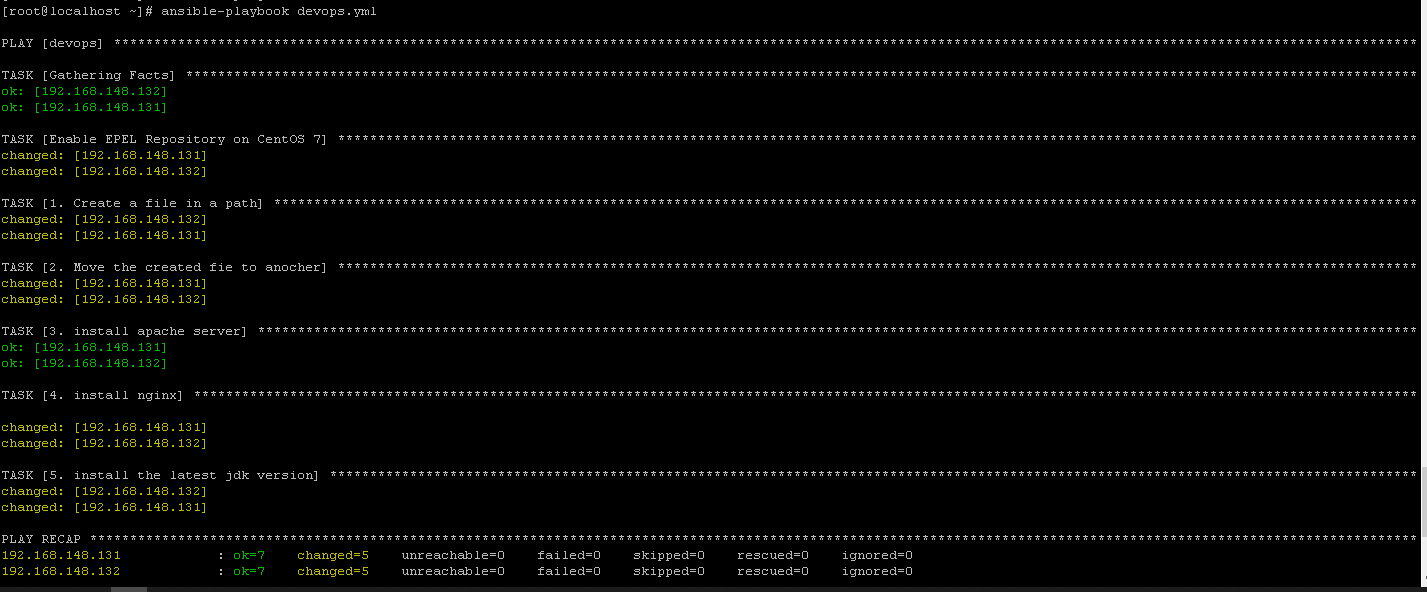 [root@localhost ~]# ansible-playbook devops.yml
PLAY [devops] ******************************************************************************************************************************************************************
TASK [Gathering Facts] *********************************************************************************************************************************************************
ok: [192.168.148.132]
ok: [192.168.148.131]
TASK [Enable EPEL Repository on CentOS 7] **************************************************************************************************************************************
changed: [192.168.148.131]
changed: [192.168.148.132]
TASK [1. Create a file in a path] **********************************************************************************************************************************************
changed: [192.168.148.132]
changed: [192.168.148.131]
TASK [2. Move the created fie to anocher] **************************************************************************************************************************************
changed: [192.168.148.131]
changed: [192.168.148.132]
TASK [3. install apache server] ************************************************************************************************************************************************
ok: [192.168.148.131]
ok: [192.168.148.132]
TASK [4. install nginx] ********************************************************************************************************************************************************
changed: [192.168.148.131]
changed: [192.168.148.132]
TASK [5. install the latest jdk version] ***************************************************************************************************************************************
changed: [192.168.148.132]
changed: [192.168.148.131]
PLAY RECAP *********************************************************************************************************************************************************************
192.168.148.131            : ok=7    changed=5    unreachable=0    failed=0    skipped=0    rescued=0    ignored=0
192.168.148.132            : ok=7    changed=5    unreachable=0    failed=0    skipped=0    rescued=0    ignored=0